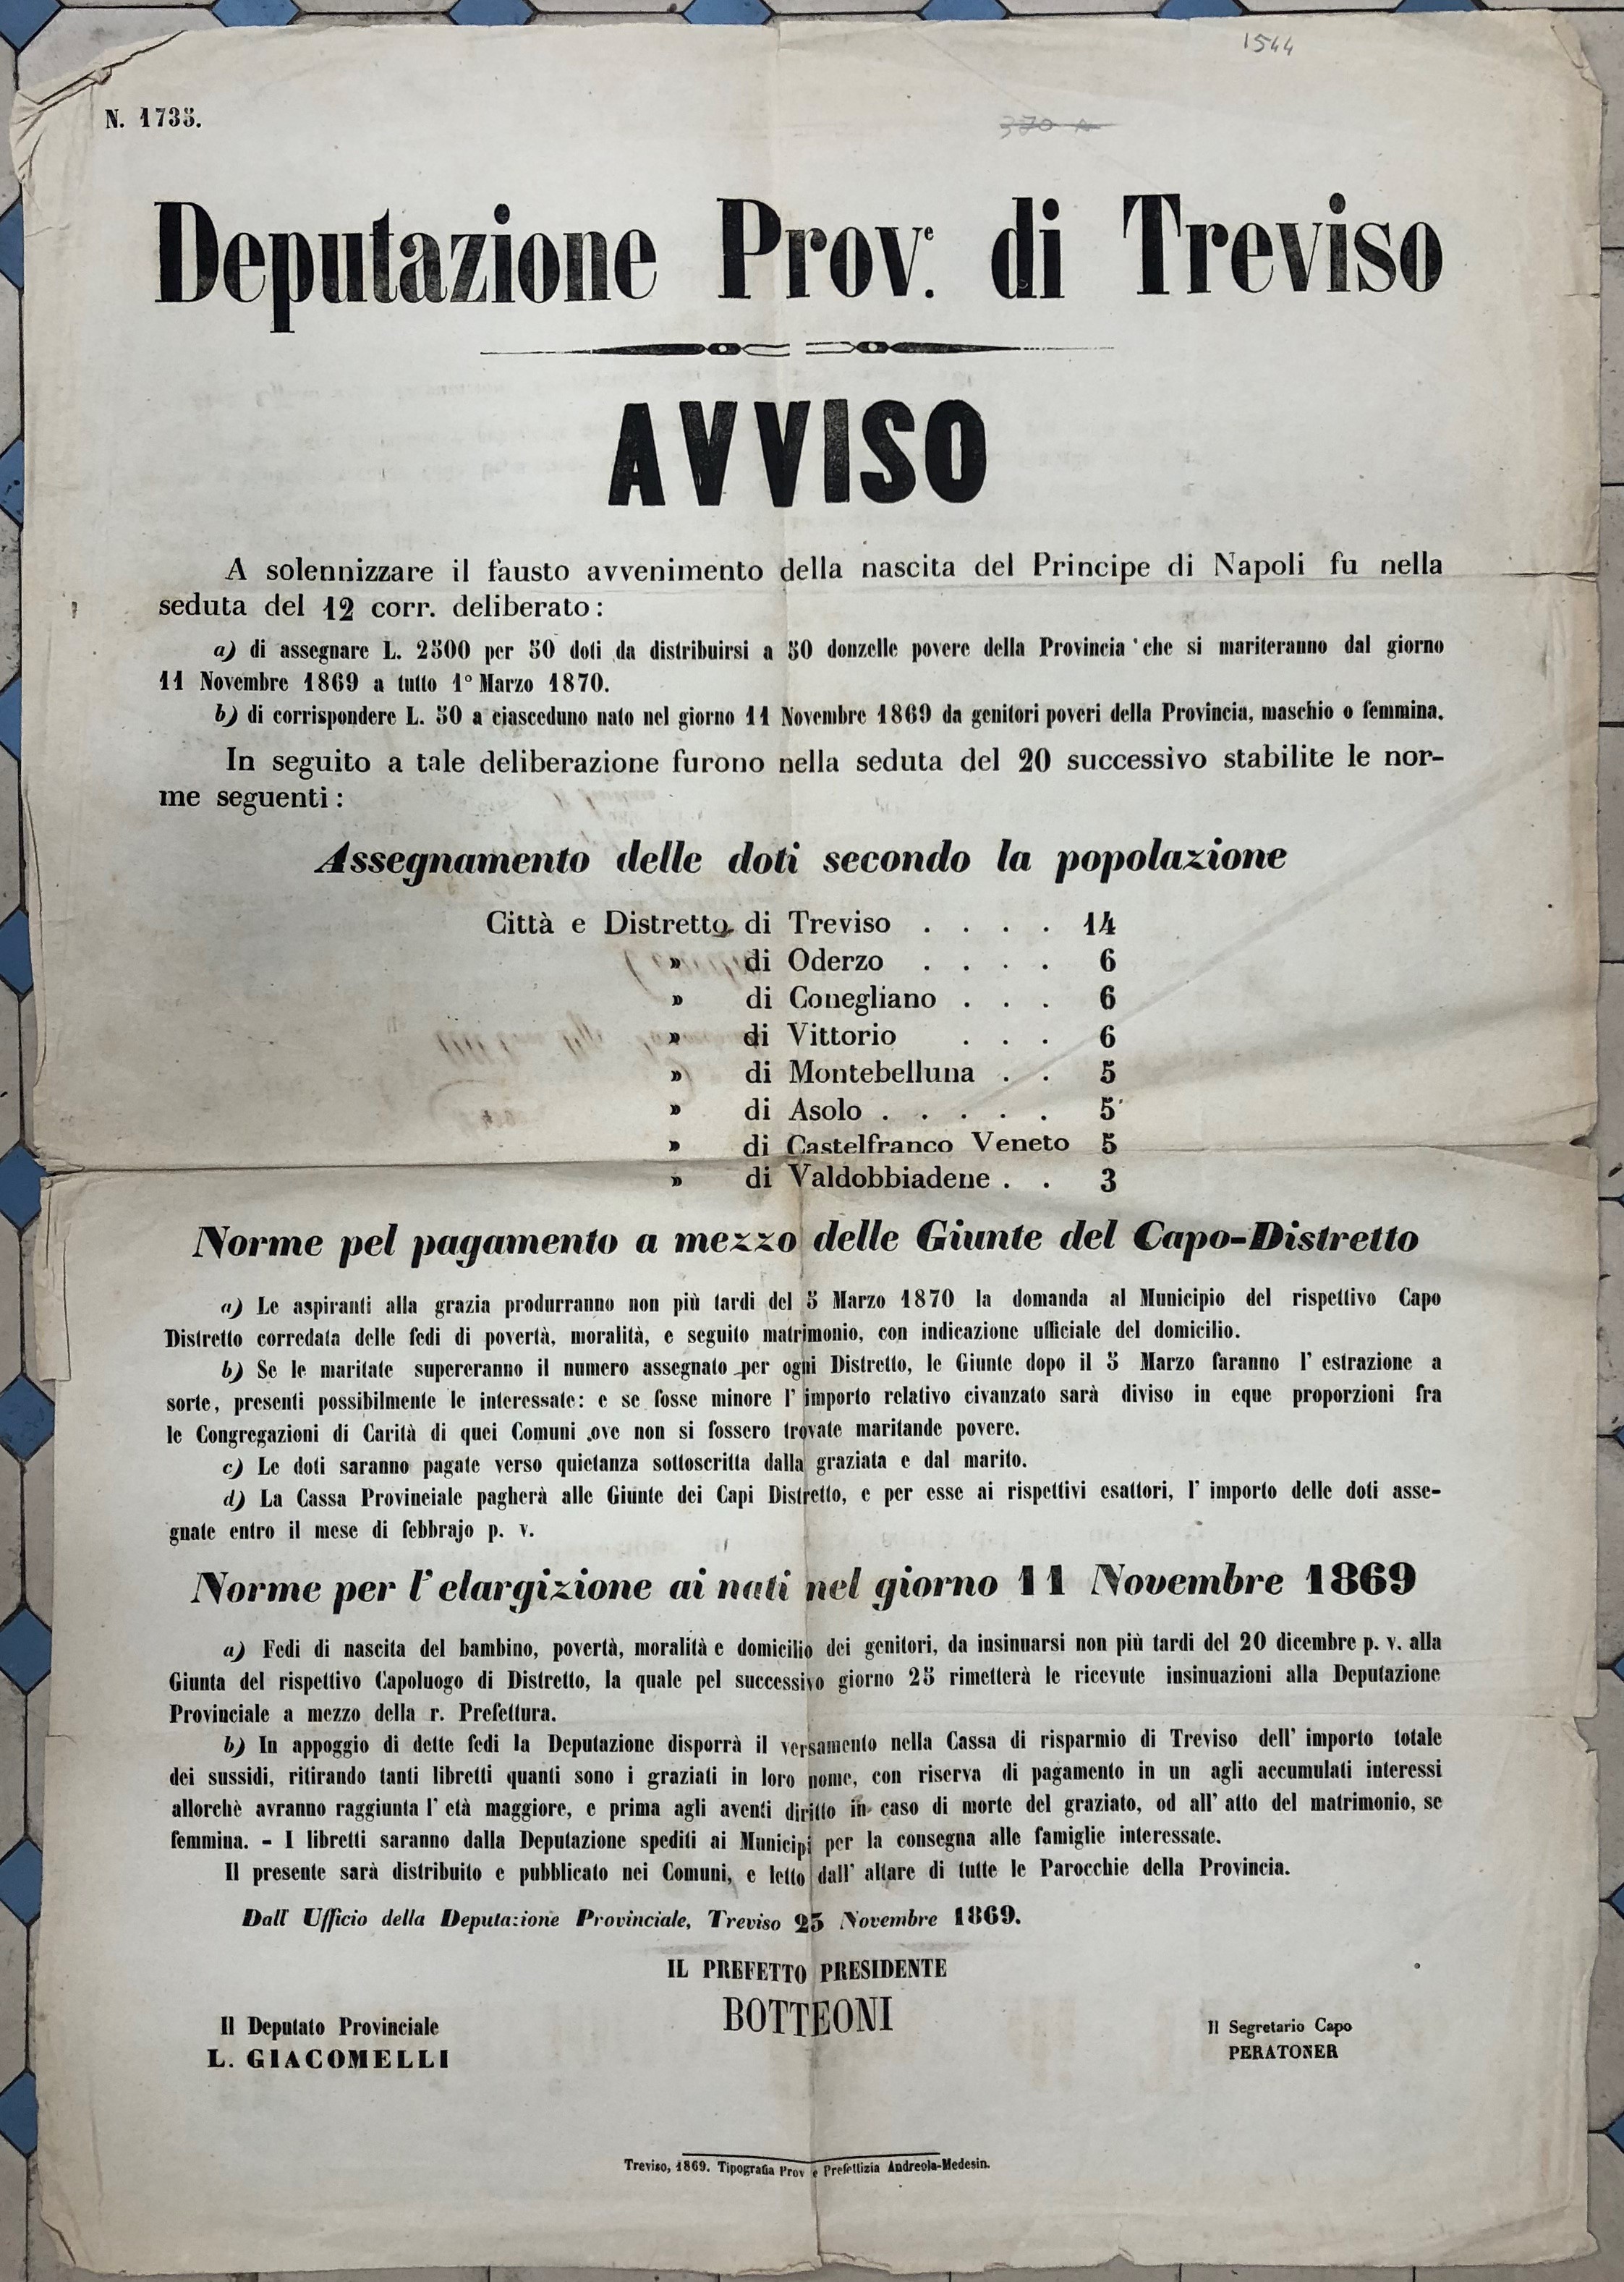 1544
N. 1735.
Deputazione Prov.e di Treviso
AVVISO
A solennizzare il fausto avvenimento della nascita del Principe di Napoli fu nella
seduta del 12 corr. deliberato:
a) di assegnare L. 2500 per 50 doti da distribuirsi a 50 donzelle povere della Provincia che si mariteranno dal giorno
11 Novembre 1869 a tutto 1° Marzo 1870.
b) di corrispondere L. 50 a ciasceduno nato nel giorno 11 Novembre 1869 da genitori poveri della Provincia, maschio o femmina.
In seguito a tale deliberazione furono nella seduta del 20 successivo stabilite le nor-
me seguenti:
Assegnamento delle doti secondo la popolazione
Città e Distretto di Treviso . . . . 14
» di Oderzo . . . . 6
» di Conegliano . . . 6
» di Vittorio . . . 6
» di Montebelluna . . 5
» di Asolo . . . . . 5
» di Castelfranco Veneto 5
» di Valdobbiadene . . 3
Norme pel pagamento a mezzo delle Giunte del Capo-Distretto
a) Le aspiranti alla grazia produrranno non più tardi del 5 Marzo 1870 la domanda al Municipio del rispettivo Capo
Distretto corredata delle fedi di povertà, moralità, e seguito matrimonio, con indicazione ufficiale del domicilio.
b) Se le maritate supereranno il numero assegnato per ogni Distretto, le Giunte dopo il 5 Marzo faranno l' estrazione a
sorte, presenti possibilmente le interessate: e se fosse minore l' importo relativo civanzato sarà diviso in eque proporzioni fra
le Congregazioni di Carità di quei Comuni ove non si fossero trovate maritande povere.
c) Le doti saranno pagate verso quietanza sottoscritta dalla graziata e dal marito.
d) La Cassa Provinciale pagherà alle Giunte dei Capi Distretto, e per esse ai rispettivi esattori, l' importo delle doti asse-
gnate entro il mese di febbrajo p. v.
Norme per l' elargizione ai nati nel giorno 11 Novembre 1869
a) Fedi di nascita del bambino, povertà, moralità e domicilio dei genitori, da insinuarsi non più tardi del 20 dicembre p. v. alla
Giunta del rispettivo Capoluogo di Distretto, la quale pel successivo giorno 25 rimetterà le ricevute insinuazioni alla Deputazione
Provinciale a mezzo della r. Prefettura.
b) In appoggio di dette fedi la Deputazione disporrà il versamento nella Cassa di risparmio di Treviso dell' importo totale
dei sussidi, ritirando tanti libretti quanti sono i graziati in loro nome, con riserva di pagamento in un agli accumulati interessi
allorchè avranno raggiunta l' età maggiore, e prima agli aventi diritto in caso di morte del graziato, od all' atto del matrimonio, se
femmina. - I libretti saranno dalla Deputazione spediti ai Municipi per la consegna alle famiglie interessate.
Il presente sarà distribuito e pubblicato nei Comuni, e letto dall' altare di tutte le Parocchie della Provincia.
Dall' Ufficio della Deputazione Provinciale, Treviso 25 Novembre 1869.
IL PREFETTO PRESIDENTE
BOTTEONI
Il Deputato Provinciale
L. GIACOMELLI
Il Segretario Capo
PERATONER
Treviso, 1869. Tipografia Prov e Prefettizia Andreola-Medesin.